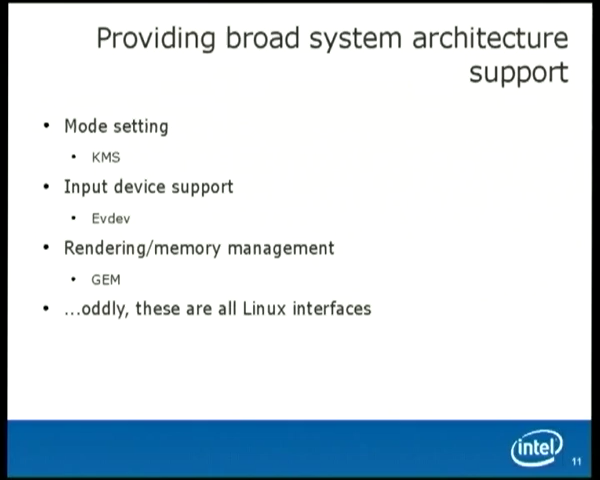 Providing broad system architecture
support
• Mode setting
• KMS
• Input device support
• Evdev
• Rendering/memory management
• GEM
• ...oddly, these are all Linux interfaces
intel
11